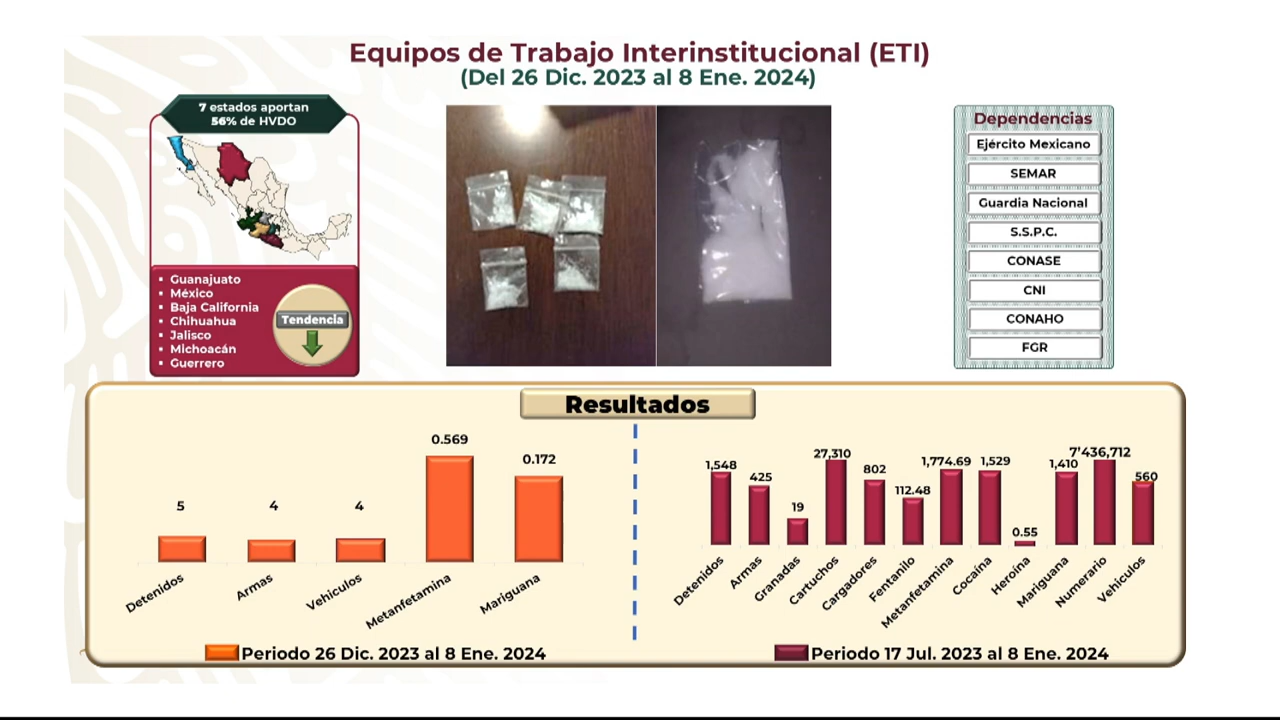 Equipos de Trabajo Interinstitucional (ETI)
(Del 26 Dic. 2023 al 8 Ene. 2024)
7 estados aportan
56% de HVDO
▪ Guanajuato
▪ México
▪ Baja California
▪ Chihuahua
▪ Jalisco
▪ Michoacán
▪ Guerrero
Tendencia
Dependencias
Ejército Mexicano
SEMAR
Guardia Nacional
S.S.P.C.
CONASE
CNI
CONAHO
FGR
Resultados
5
4
4
0.569
0.172
Detenidos
Armas
Vehiculos
Metanfetamina
Mariguana
Periodo 26 Dic. 2023 al 8 Ene. 2024
1,548
425
19
27,310
802
112.48
1,774.69
1,529
0.55
1,410
7'436,712
560
Detenidos
Armas
Granadas
Cartuchos
Cargadores
Fentanilo
Metanfetamina
Cocaína
Heroína
Mariguana
Numerario
Vehículos
Periodo 17 Jul. 2023 al 8 Ene. 2024